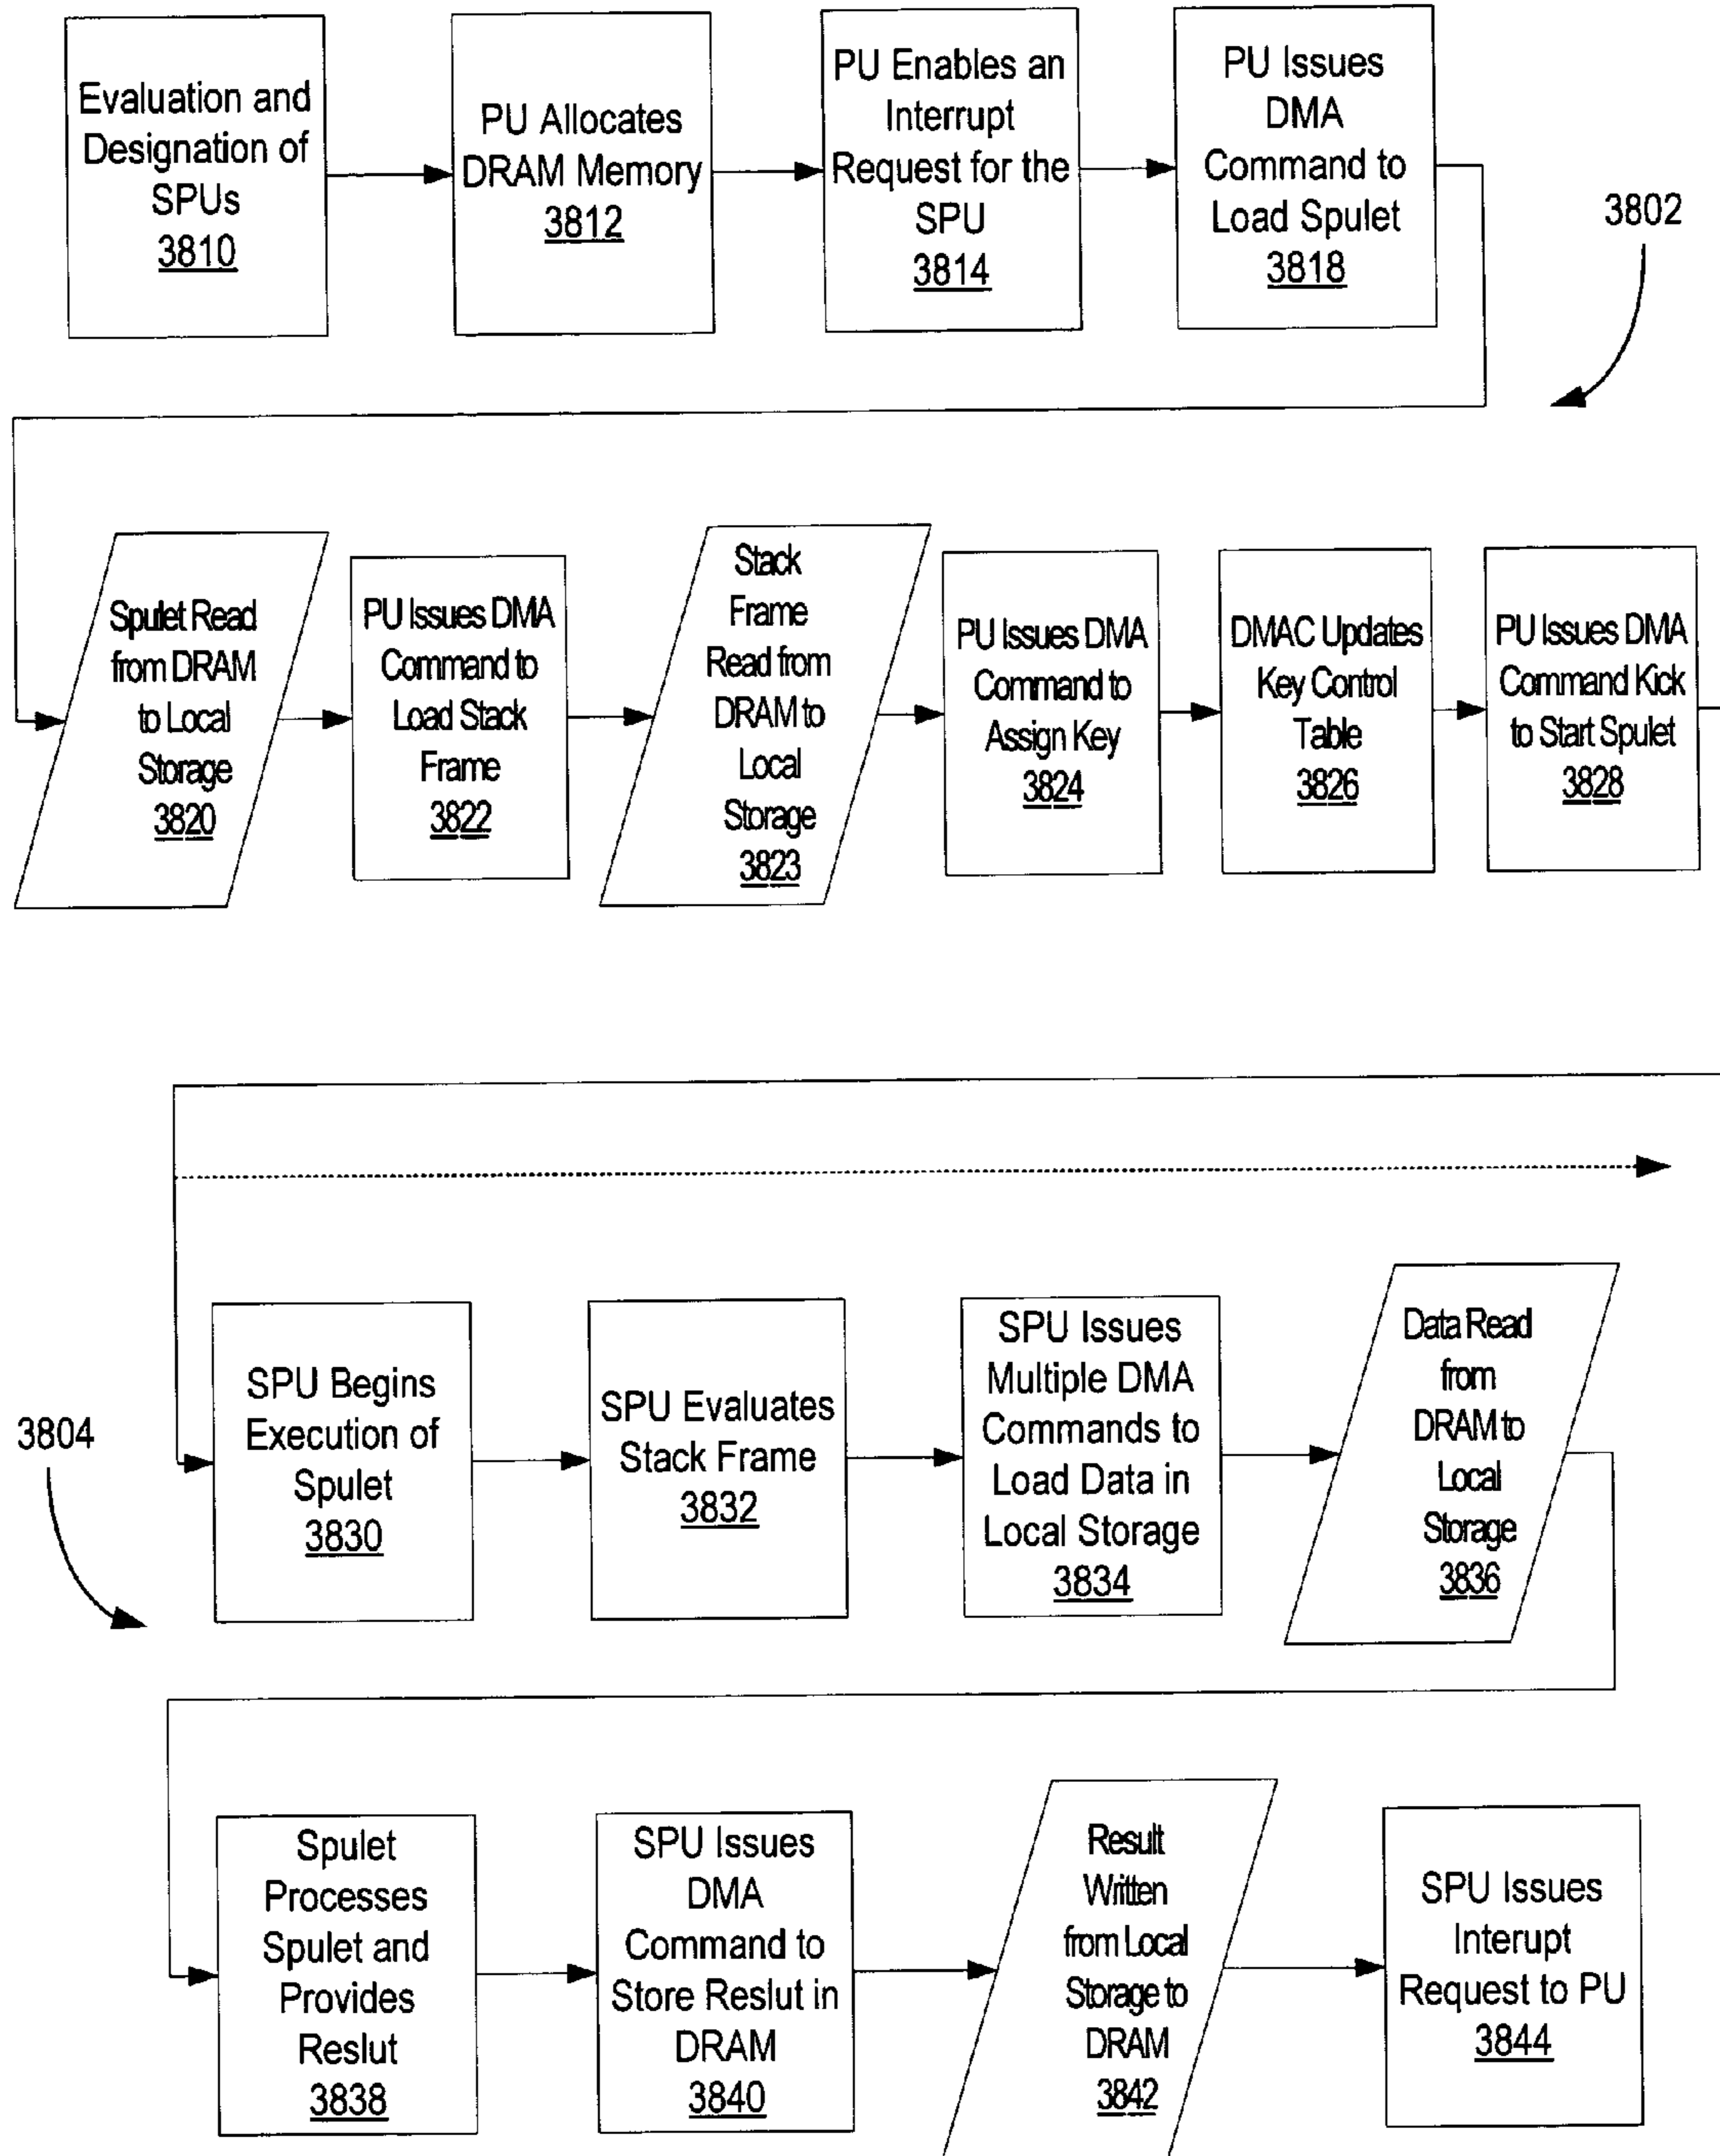 Evaluation and
Designation of
SPUs
3810
PU Allocates
DRAM Memory
3812
PU Enables an
Interrupt
Request for the
SPU
3814
PU Issues
DMA
Command to
Load Spulet
3818
3802
Spulet Read
from DRAM
to Local
Storage
3820
PU Issues DMA
Command to
Load Stack
Frame
3822
Stack
Frame
Read from
DRAM to
Local
Storage
3823
PU Issues DMA
Command to
Assign Key
3824
DMAC Updates
Key Control
Table
3826
PU Issues DMA
Command Kick
to Start Spulet
3828
3804
SPU Begins
Execution of
Spulet
3830
SPU Evaluates
Stack Frame
3832
SPU Issues
Multiple DMA
Commands to
Load Data in
Local Storage
3834
Data Read
from
DRAM to
Local
Storage
3836
Spulet
Processes
Spulet and
Provides
Reslut
3838
SPU Issues
DMA
Command to
Store Reslut in
DRAM
3840
Result
Written
from Local
Storage to
DRAM
3842
SPU Issues
Interupt
Request to PU
3844